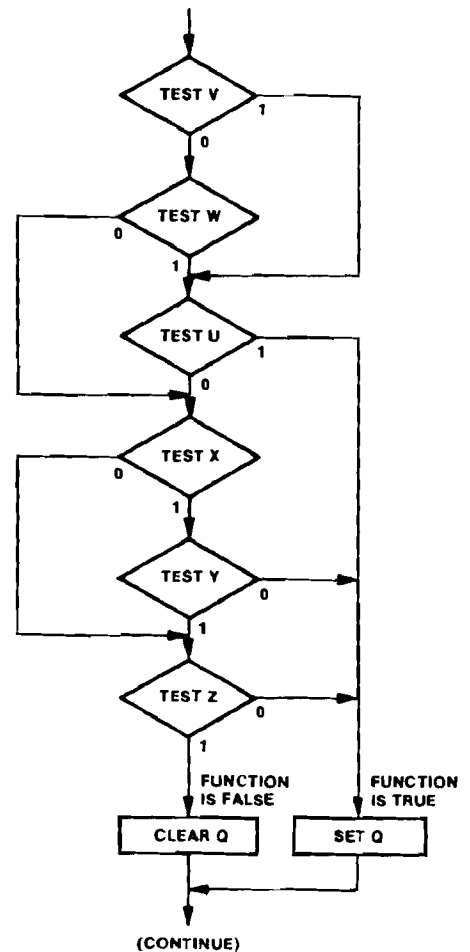 TEST V
1
0
TEST W
0
1
TEST U
1
0
TEST X
0
1
TEST Y
0
1
TEST Z
0
1
FUNCTION
IS FALSE
FUNCTION
IS TRUE
CLEAR Q
SET Q
(CONTINUE)